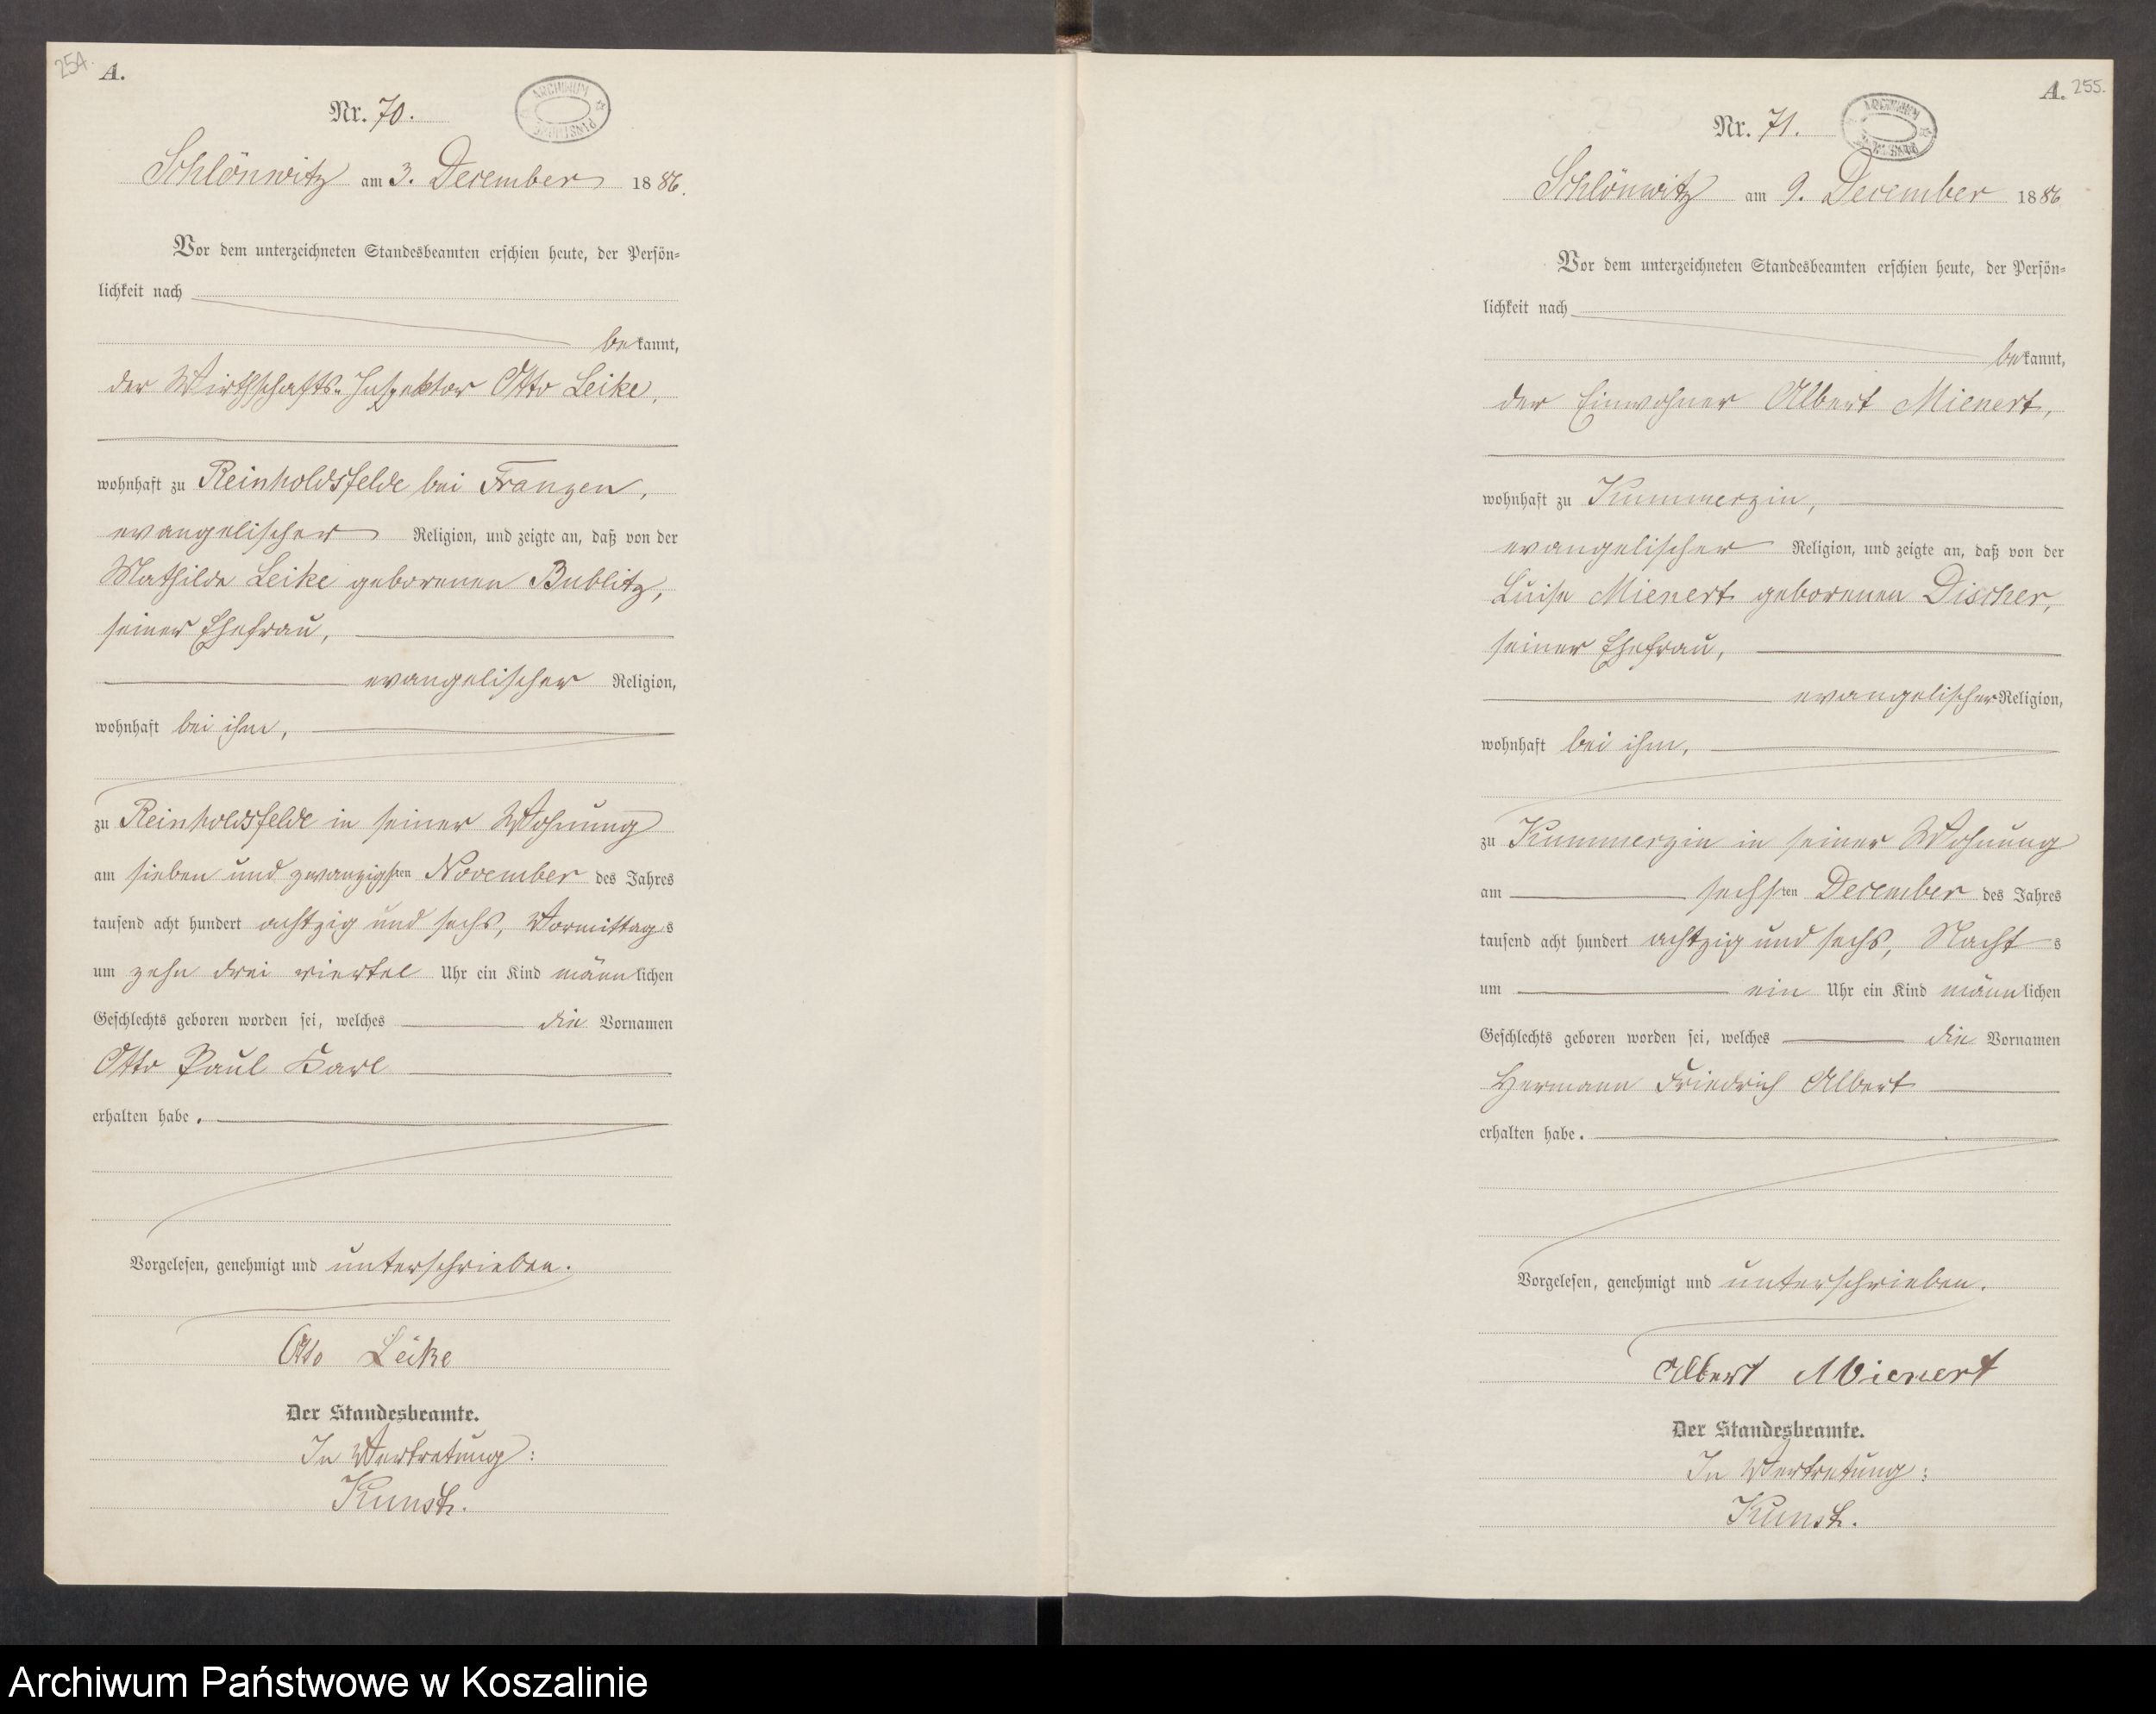 254.
A.
Nr. 70.
ARCHIWUM
PAŃSTWOWE
Schlönwitz am 3. December 1886.
Vor dem unterzeichneten Standesbeamten erschien heute, der Persön-
lichkeit nach
bekannt,
der Wirthschafts-Inspektor Otto Leike,
wohnhaft zu Reinholdsfelde bei Franzen,
evangelischer Religion, und zeigte an, daß von der
Mathilde Leike geborenen Bublitz,
seiner Ehefrau,
evangelischer Religion,
wohnhaft bei ihm,
zu Reinholdsfelde in seiner Wohnung
am sieben und zwanzigsten November des Jahres
tausend acht hundert achtzig und sechs, Vormittags
um zehn drei viertel Uhr ein Kind männlichen
Geschlechts geboren worden sei, welches die Vornamen
Otto Paul Karl
erhalten habe.
Vorgelesen, genehmigt und unterschrieben.
Otto Leike
Der Standesbeamte.
In Vertretung:
Kunst.
A. 255.
Nr. 71.
ARCHIWUM
Schlönwitz am 9. December 1886
Vor dem unterzeichneten Standesbeamten erschien heute, der Persön-
lichkeit nach
bekannt,
der Einwohner Albert Mienert,
wohnhaft zu Kummerzin,
evangelischer Religion, und zeigte an, daß von der
Luise Mienert geborenen Discher,
seiner Ehefrau,
evangelischer Religion,
wohnhaft bei ihm,
zu Kummerzin in seiner Wohnung
am sechsten December des Jahres
tausend acht hundert achtzig und sechs, Nachts
um ein Uhr ein Kind männlichen
Geschlechts geboren worden sei, welches die Vornamen
Hermann Friedrich Albert
erhalten habe.
Vorgelesen, genehmigt und unterschrieben.
Albert Mienert
Der Standesbeamte.
In Vertretung:
Kunst.
Archiwum Państwowe w Koszalinie